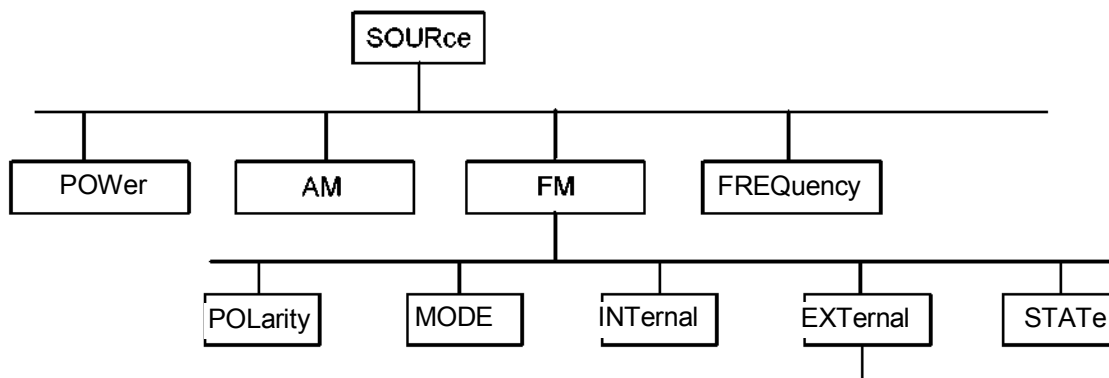 SOURce
POWer
AM
FM
FREQuency
POLarity
MODE
INTernal
EXTernal
STATe